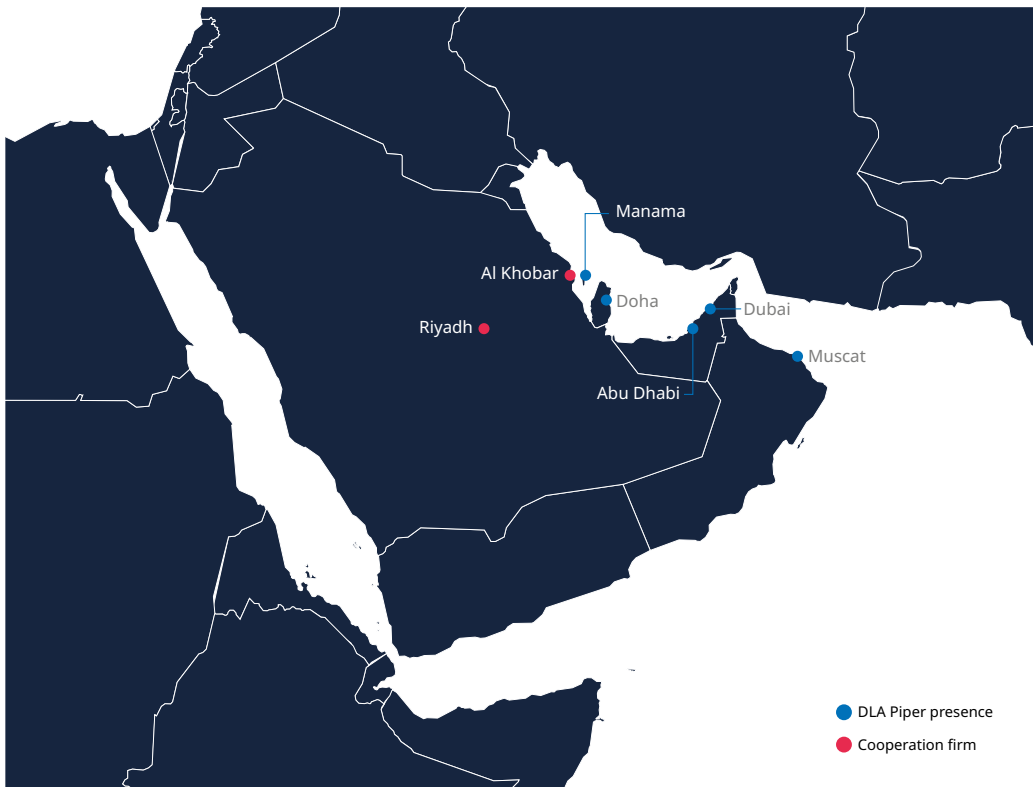 Manama
Al Khobar
Doha
Dubai
Riyadh
Muscat
Abu Dhabi
DLA Piper presence
Cooperation firm